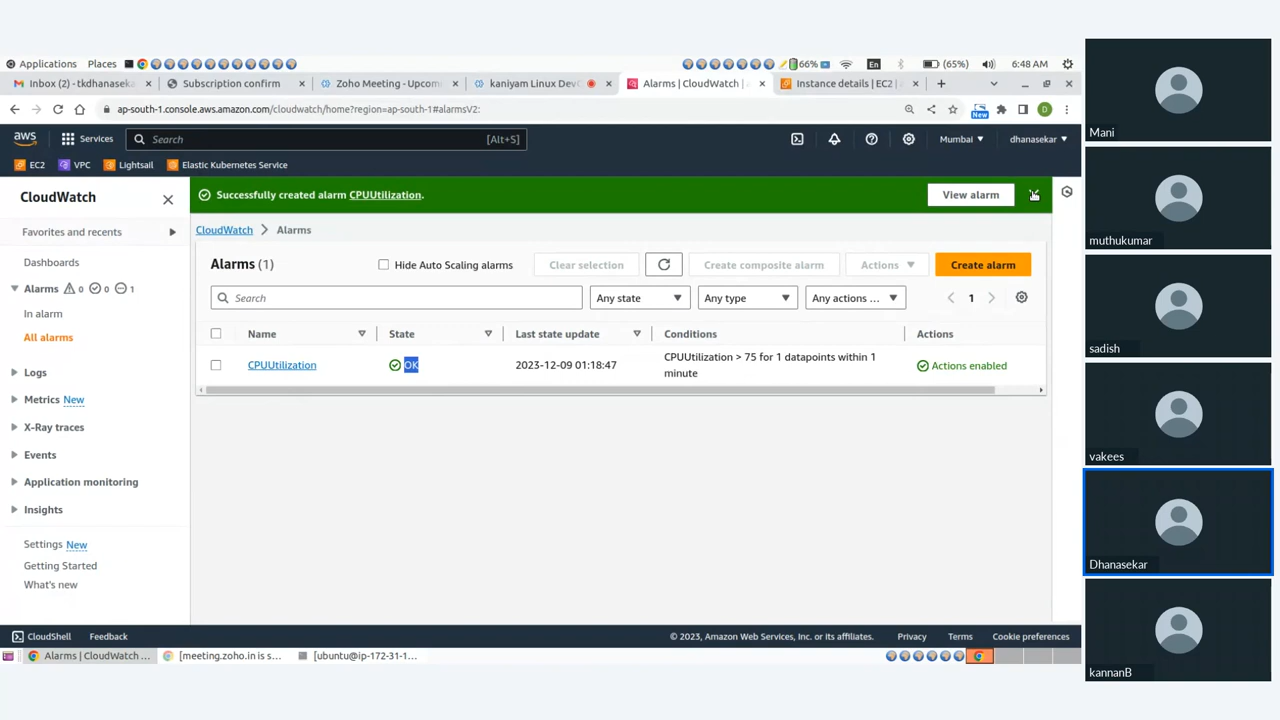 Applications Places 66% En (65%) 6:48 AM
Inbox (2) - tkdhanaseka
Subscription confirm
Zoho Meeting - Upcom
kaniyam Linux DevO
Alarms | CloudWatch |
Instance details | EC2 |
ap-south-1.console.aws.amazon.com/cloudwatch/home?region=ap-south-1#alarmsV2:
New
D
aws Services Search [Alt+S] Mumbai dhanasekar
EC2 VPC Lightsail Elastic Kubernetes Service
CloudWatch
Favorites and recents
Dashboards
Alarms 0 0 1
In alarm
All alarms
Logs
Metrics New
X-Ray traces
Events
Application monitoring
Insights
Settings New
Getting Started
What's new
Successfully created alarm CPUUtilization.
View alarm
CloudWatch > Alarms
Alarms (1)
Hide Auto Scaling alarms
Clear selection
Create composite alarm
Actions
Create alarm
Search
Any state
Any type
Any actions ...
1
Name State Last state update Conditions Actions
CPUUtilization OK 2023-12-09 01:18:47 CPUUtilization > 75 for 1 datapoints within 1
minute
Actions enabled
CloudShell Feedback © 2023, Amazon Web Services, Inc. or its affiliates. Privacy Terms Cookie preferences
Alarms | CloudWatch ...
[meeting.zoho.in is s...
[ubuntu@ip-172-31-1...
Mani
muthukumar
sadish
vakees
Dhanasekar
kannanB